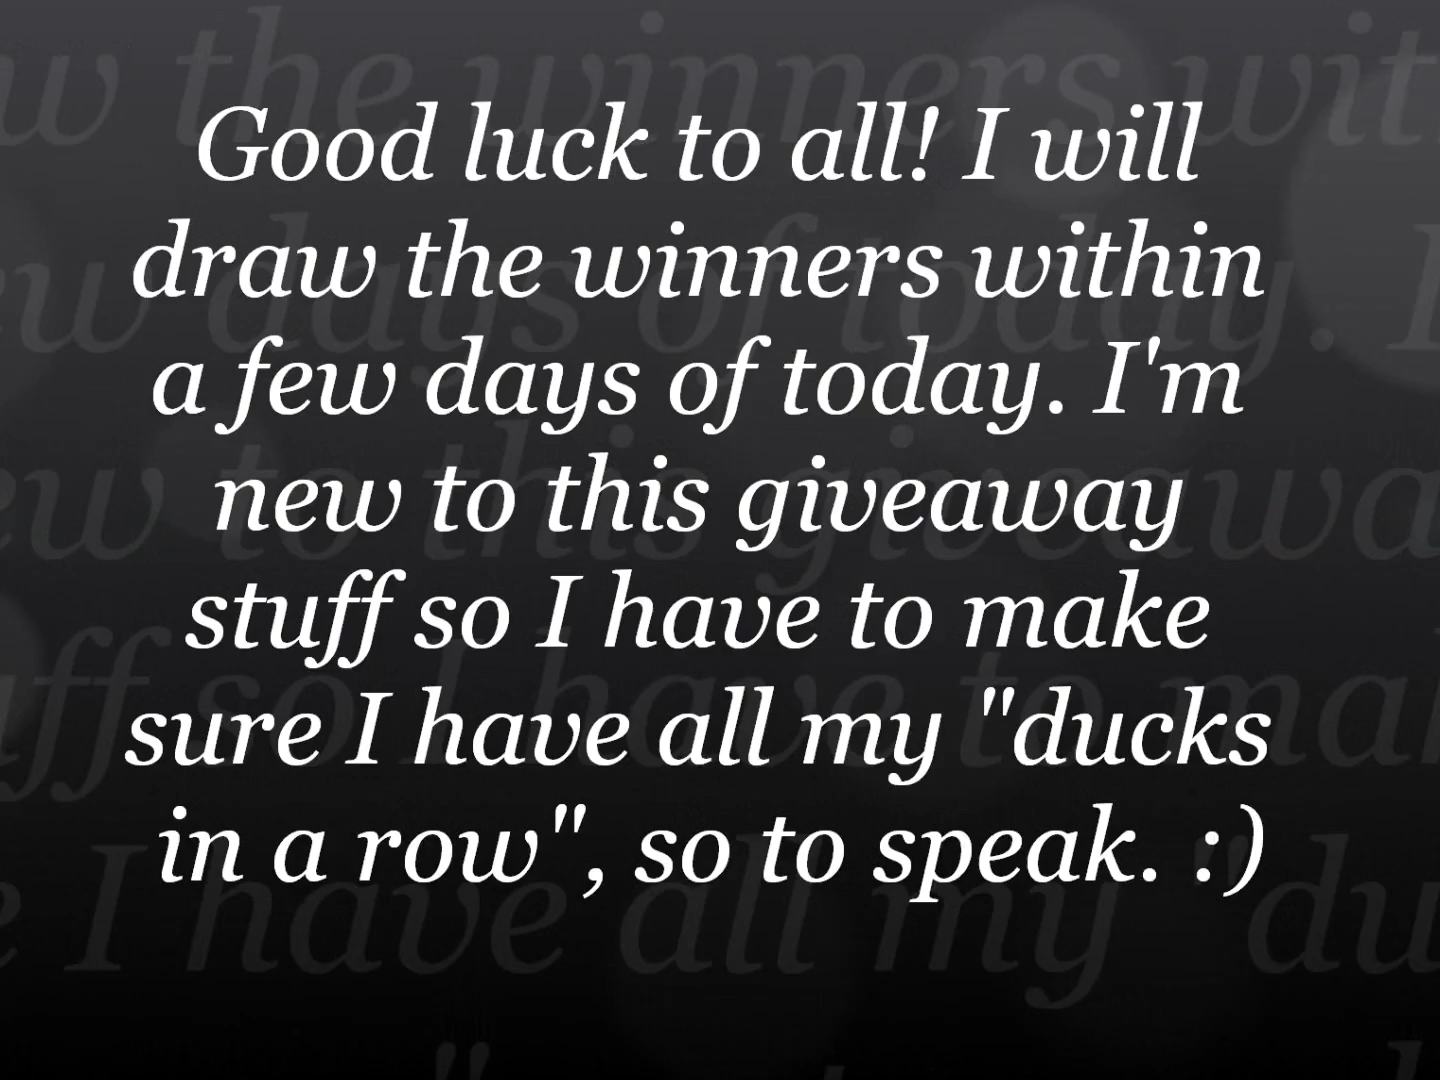 Good luck to all! I will
draw the winners within
a few days of today. I'm
new to this giveaway
stuff so I have to make
sure I have all my "ducks
in a row", so to speak. :)